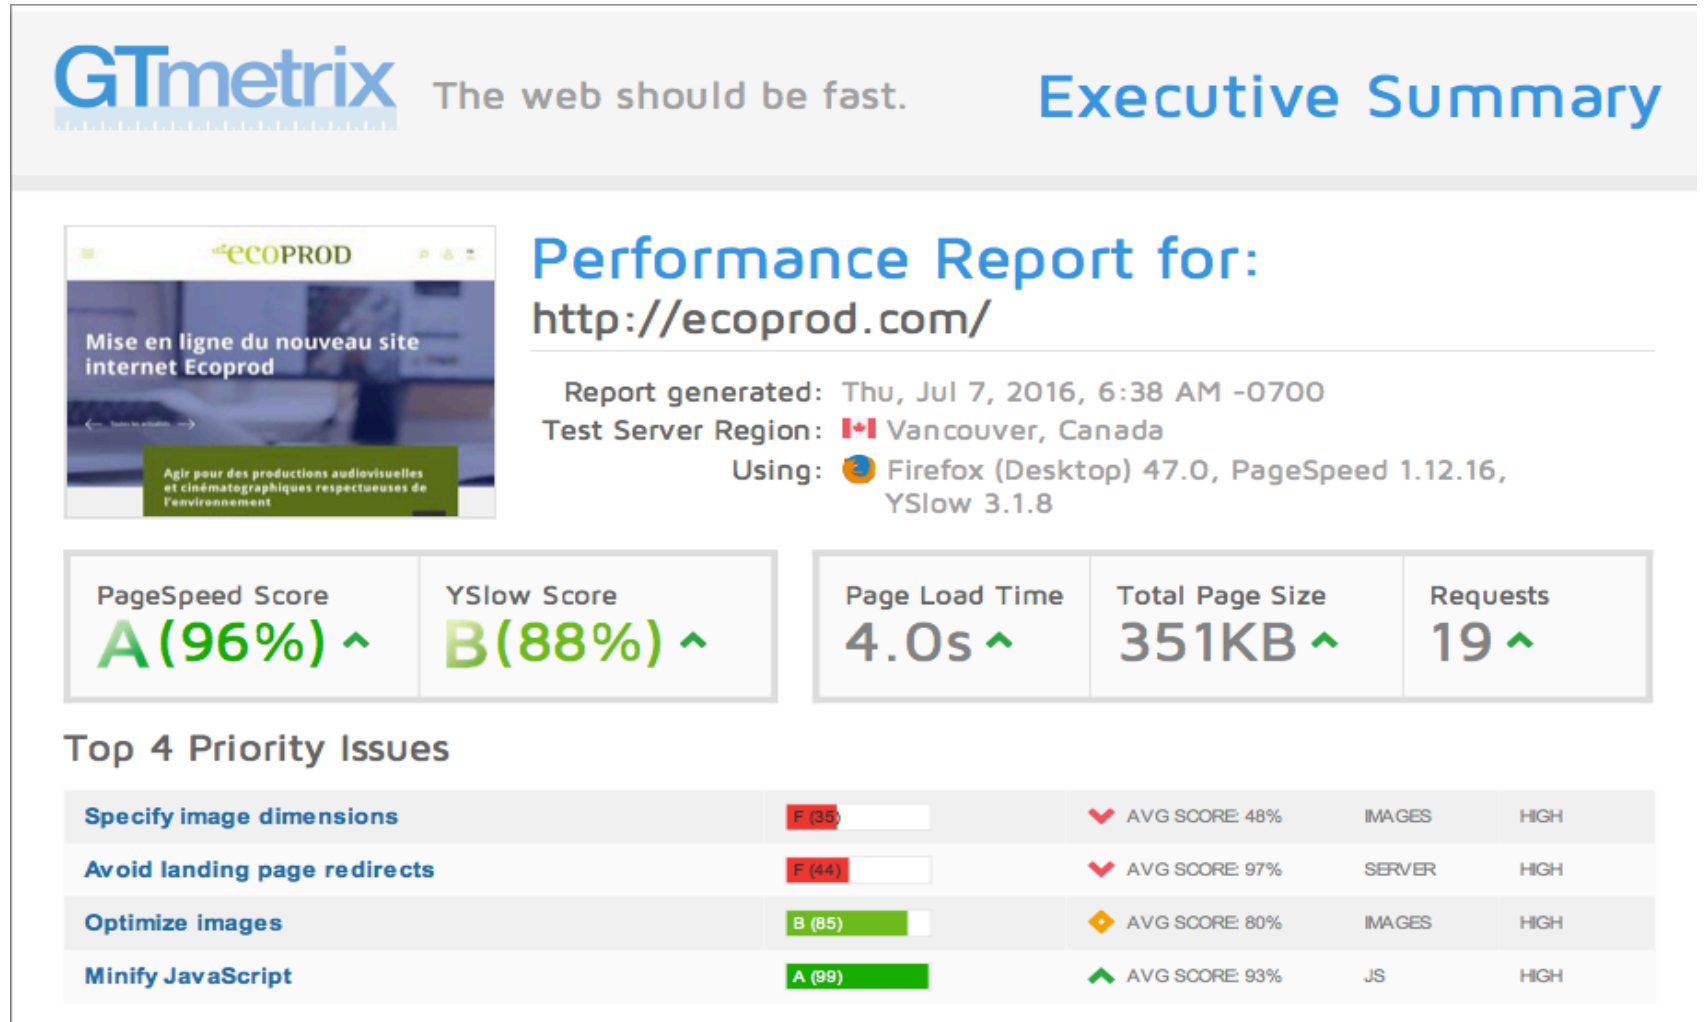 GTmetrix The web should be fast. Executive Summary
ecoPROD
Mise en ligne du nouveau site
internet Ecoprod
Toutes les actualités
Agir pour des productions audiovisuelles
et cinématographiques respectueuses de
l'environnement
Performance Report for:
http://ecoprod.com/
Report generated: Thu, Jul 7, 2016, 6:38 AM -0700
Test Server Region: Vancouver, Canada
Using: Firefox (Desktop) 47.0, PageSpeed 1.12.16,
YSlow 3.1.8
PageSpeed Score
A(96%)
YSlow Score
B(88%)
Page Load Time
4.0s
Total Page Size
351KB
Requests
19
Top 4 Priority Issues
Specify image dimensions F (35) AVG SCORE: 48% IMAGES HIGH
Avoid landing page redirects F (44) AVG SCORE: 97% SERVER HIGH
Optimize images B (85) AVG SCORE: 80% IMAGES HIGH
Minify JavaScript A (99) AVG SCORE: 93% JS HIGH